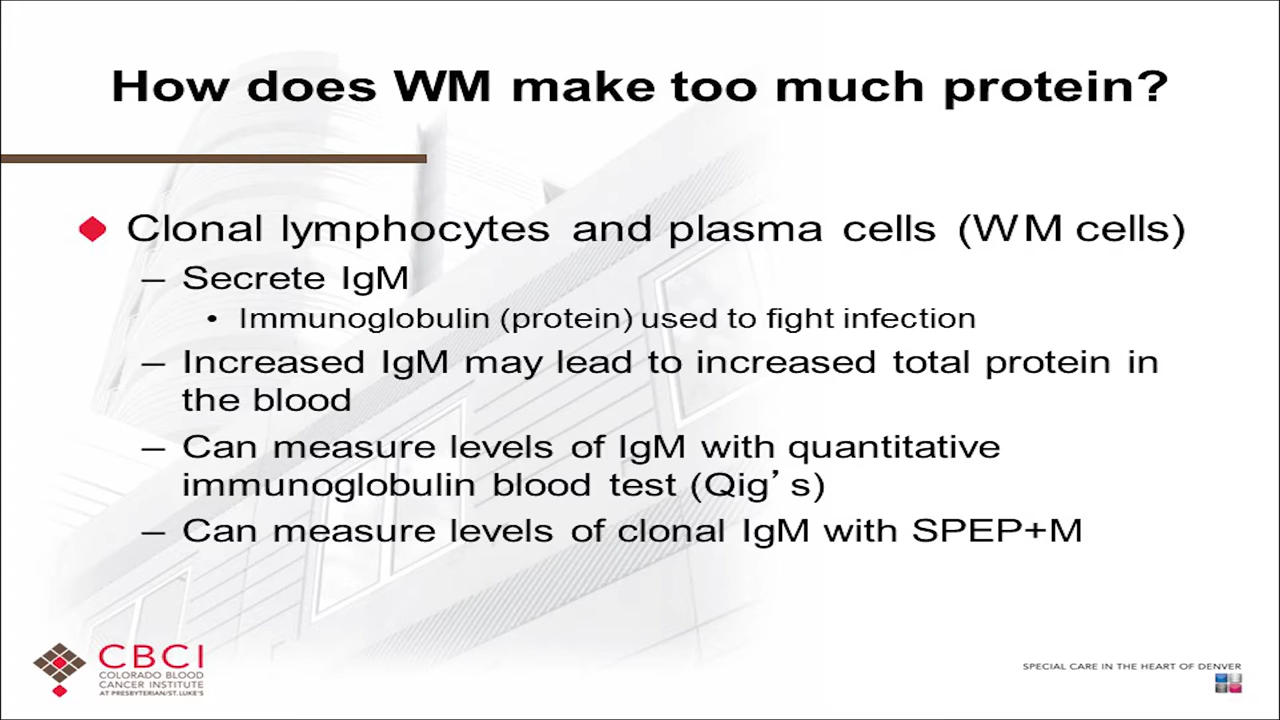 How does WM make too much protein?
Clonal lymphocytes and plasma cells (WM cells)
– Secrete IgM
• Immunoglobulin (protein) used to fight infection
– Increased IgM may lead to increased total protein in
the blood
– Can measure levels of IgM with quantitative
immunoglobulin blood test (Qig’s)
– Can measure levels of clonal IgM with SPEP+M
CBCI
COLORADO BLOOD
CANCER INSTITUTE
AT PRESBYTERIAN/ST. LUKE'S
SPECIAL CARE IN THE HEART OF DENVER